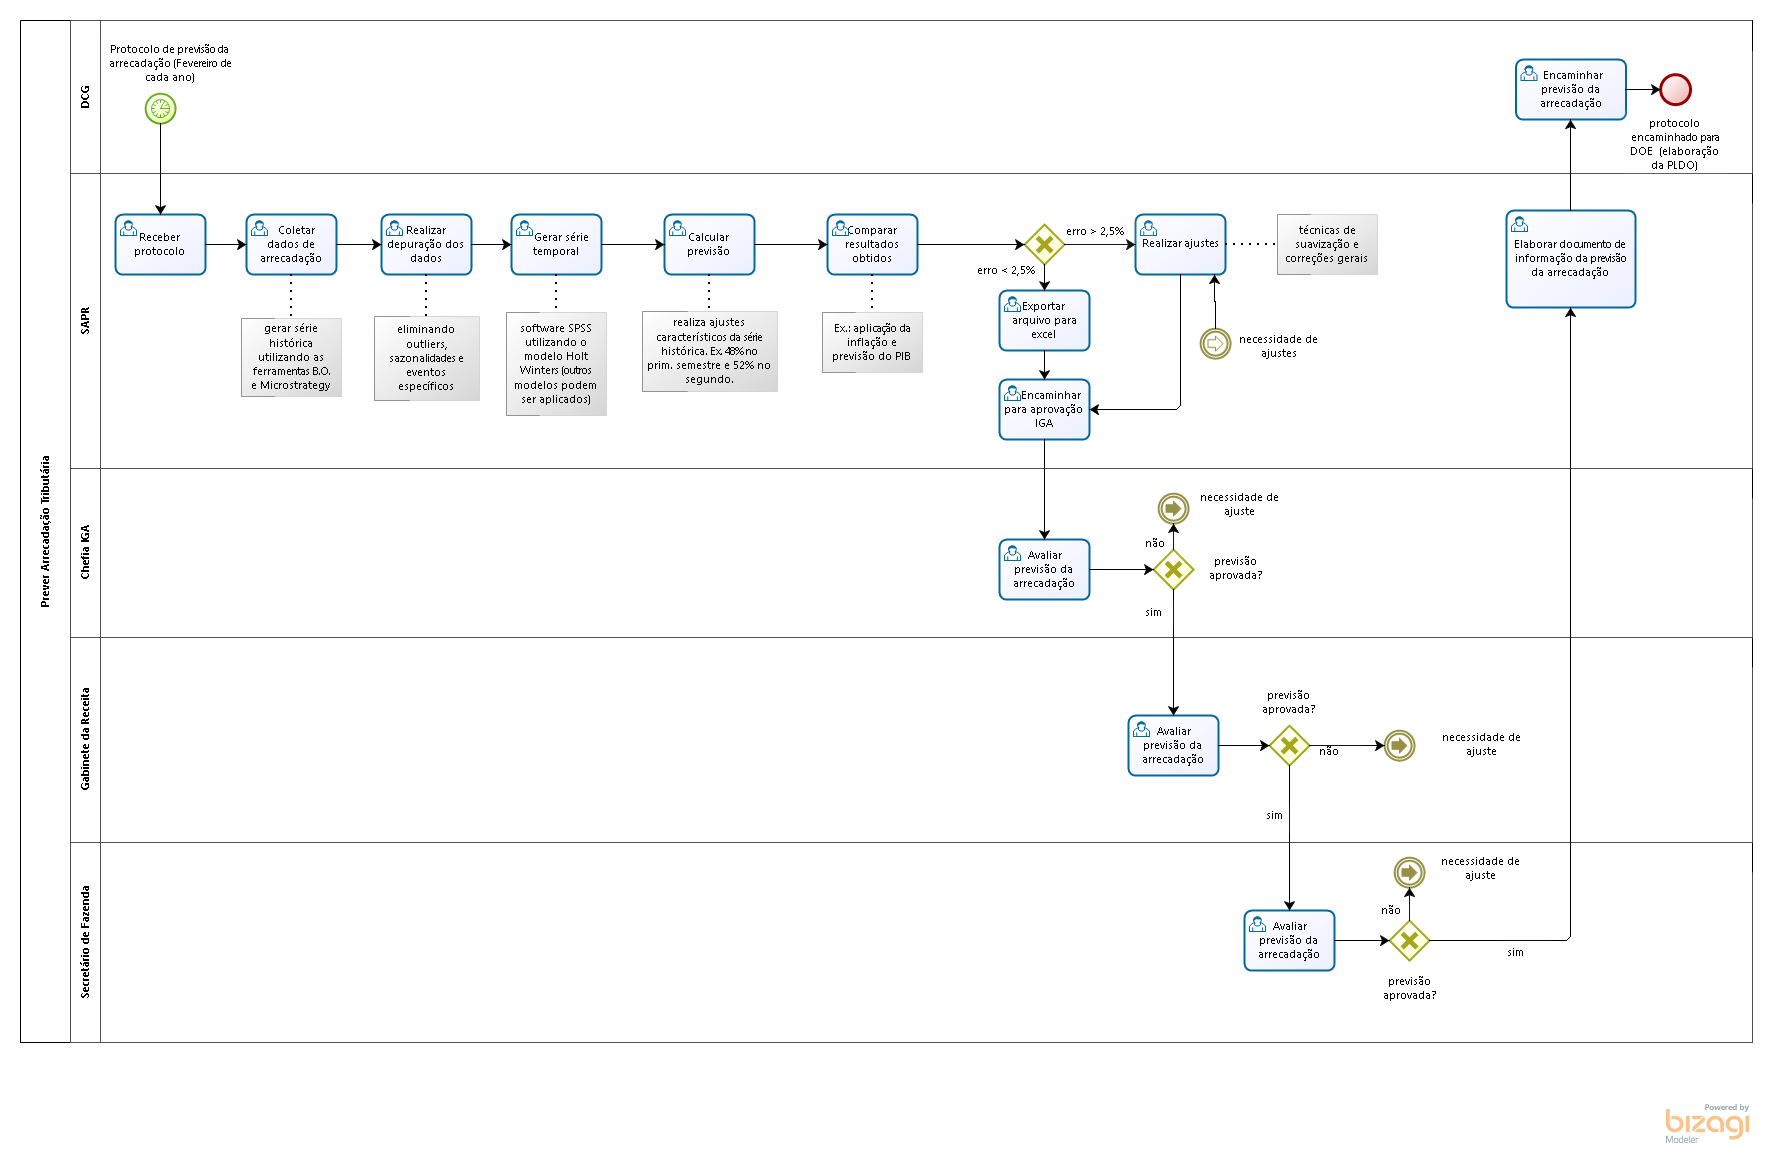 Prever Arrecadação Tributária
DCG
Protocolo de previsão da
arrecadação (Fevereiro de
cada ano)
Encaminhar
previsão da
arrecadação
protocolo
encaminhado para
DOE (elaboração
da PLDO)
SAPR
Receber
protocolo
Coletar
dados de
arrecadação
Realizar
depuração dos
dados
Gerar série
temporal
Calcular
previsão
Comparar
resultados
obtidos
erro > 2,5%
erro < 2,5%
Realizar ajustes
técnicas de
suavização e
correções gerais
Elaborar documento de
informação da previsão
da arrecadação
gerar série
histórica
utilizando as
ferramentas B.O.
e Microstrategy
eliminando
outliers,
sazonalidades e
eventos
específicos
software SPSS
utilizando o
modelo Holt
Winters (outros
modelos podem
ser aplicados)
realiza ajustes
característicos da série
histórica. Ex. 48% no
prim. semestre e 52% no
segundo.
Ex.: aplicação da
inflação e
previsão do PIB
Exportar
arquivo para
excel
necessidade de
ajustes
Encaminhar
para aprovação
IGA
Chefia IGA
Avaliar
previsão da
arrecadação
necessidade de
ajuste
não
previsão
aprovada?
sim
Gabinete da Receita
Avaliar
previsão da
arrecadação
previsão
aprovada?
não
necessidade de
ajuste
sim
Secretário de Fazenda
Avaliar
previsão da
arrecadação
necessidade de
ajuste
não
previsão
aprovada?
sim
Powered by
bizagi
Modeler